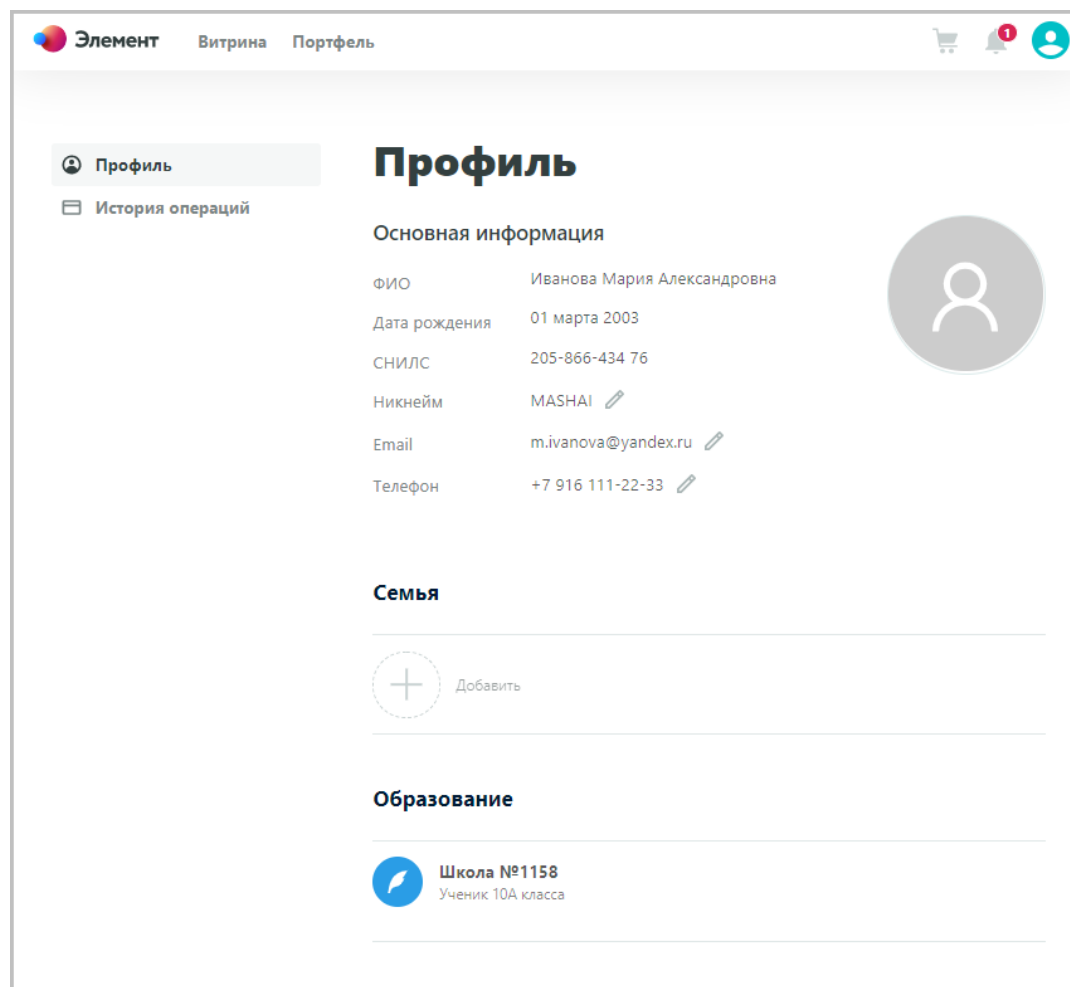 Элемент Витрина Портфель 1
Профиль
История операций
Профиль
Основная информация
ФИО Иванова Мария Александровна
Дата рождения 01 марта 2003
СНИЛС 205-866-434 76
Никнейм MASHAI
Email m.ivanova@yandex.ru
Телефон +7 916 111-22-33
Семья
Добавить
Образование
Школа №1158
Ученик 10А класса